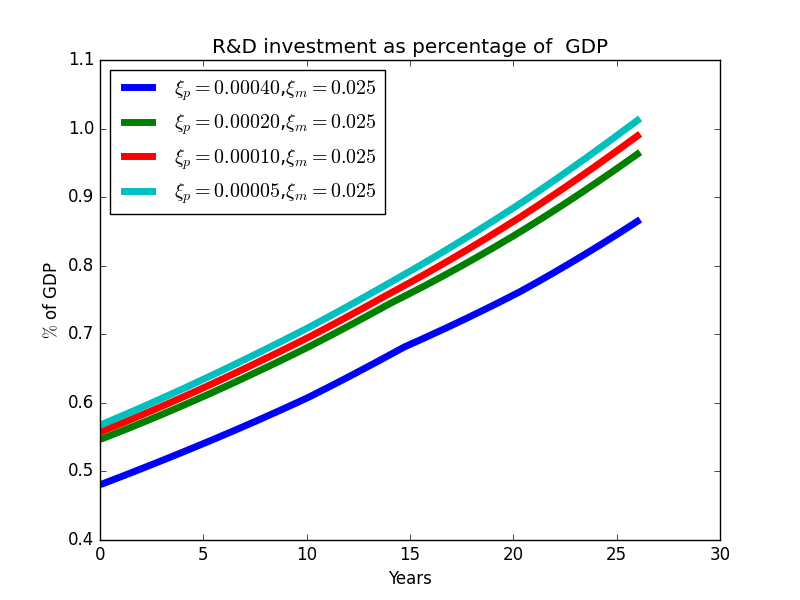 R&D investment as percentage of  GDP
1.1
ξp = 0.00040,ξm = 0.025
ξp = 0.00020,ξm = 0.025
ξp = 0.00010,ξm = 0.025
ξp = 0.00005,ξm = 0.025
1.0
0.9
0.8
0.7
0.6
0.5
0.4
% of GDP
0 5 10 15 20 25 30
Years